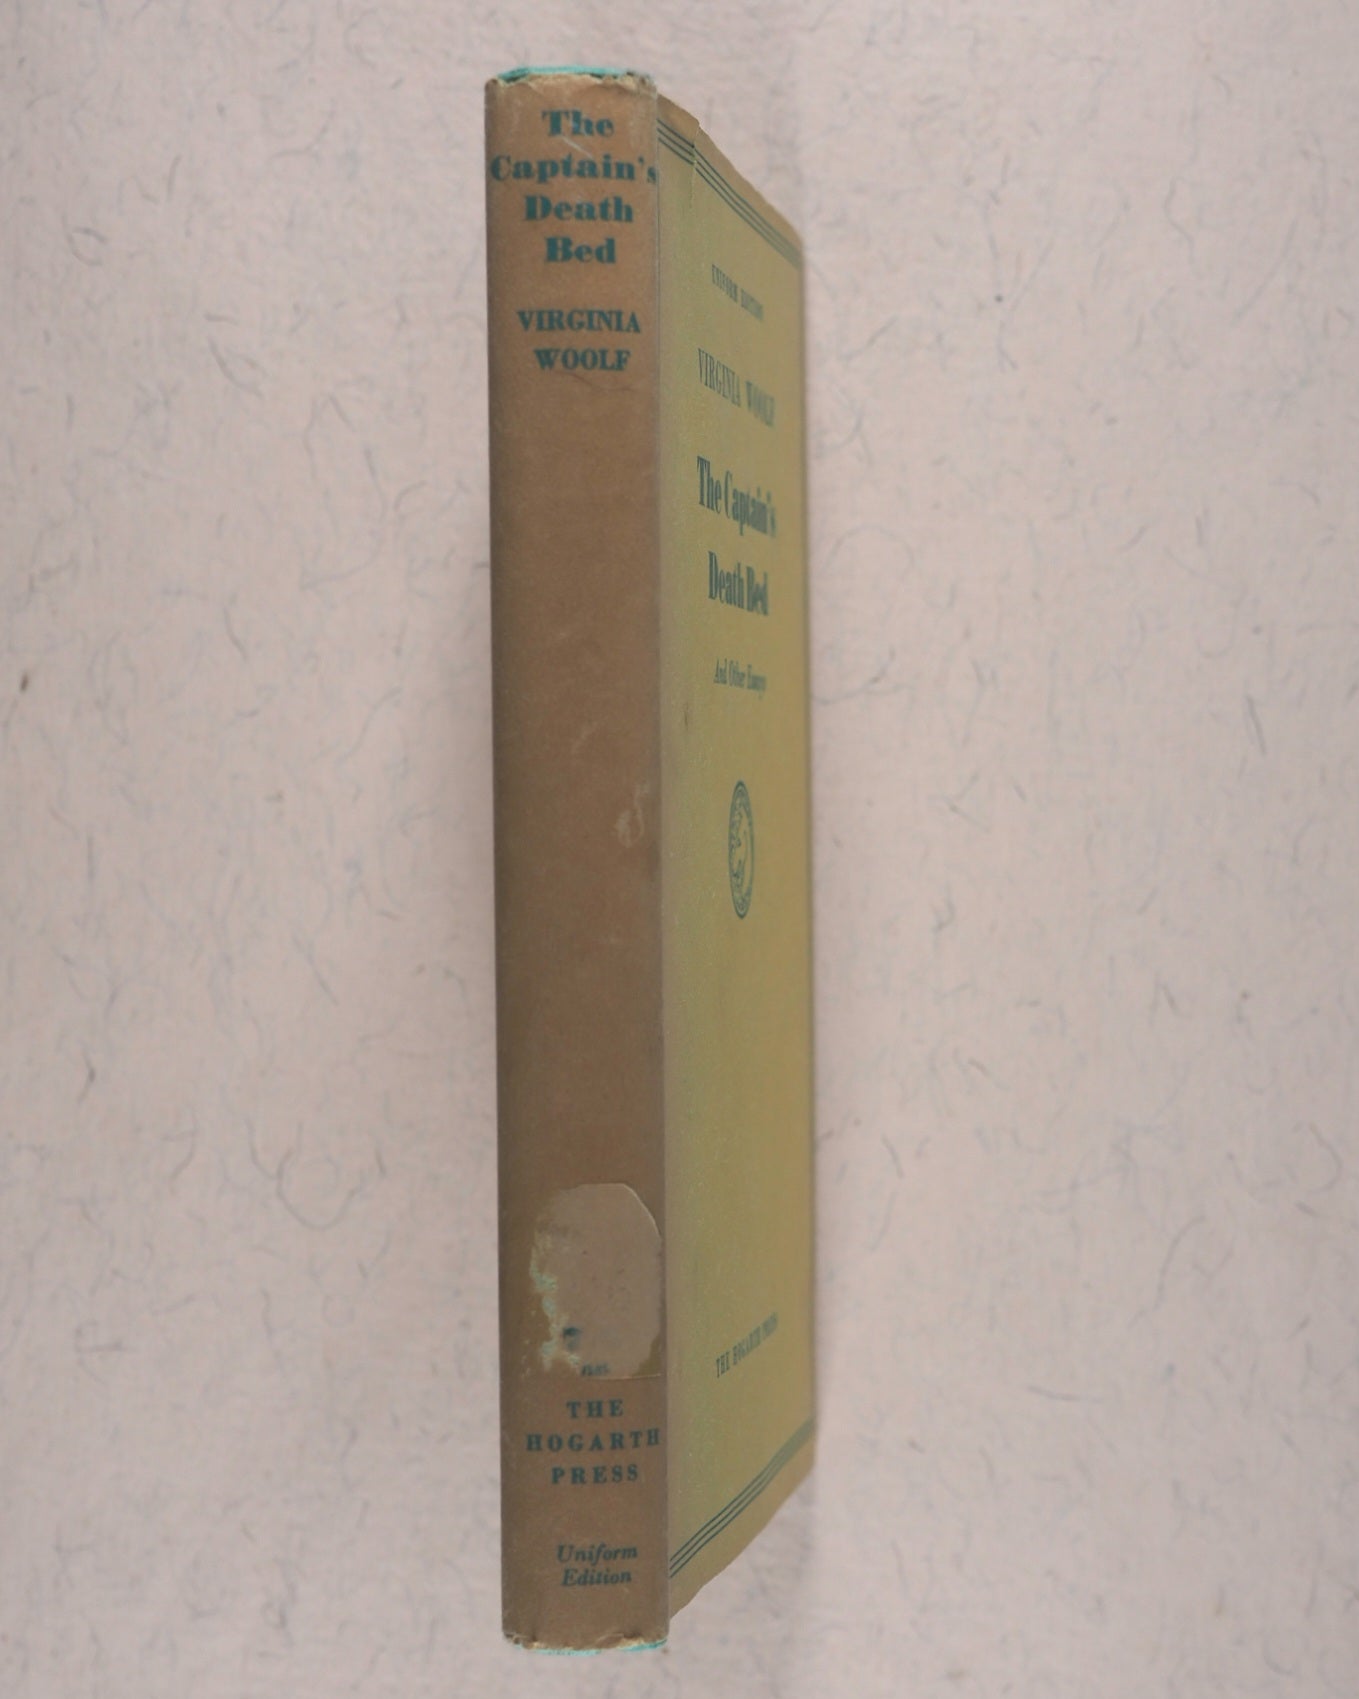 The
Captain's
Death
Bed
VIRGINIA
WOOLF
THE
HOGARTH
PRESS
Uniform
Edition
UNIFORM EDITION
VIRGINIA WOOLF
The Captain's
Death Bed
And Other Essays
THE HOGARTH PRESS